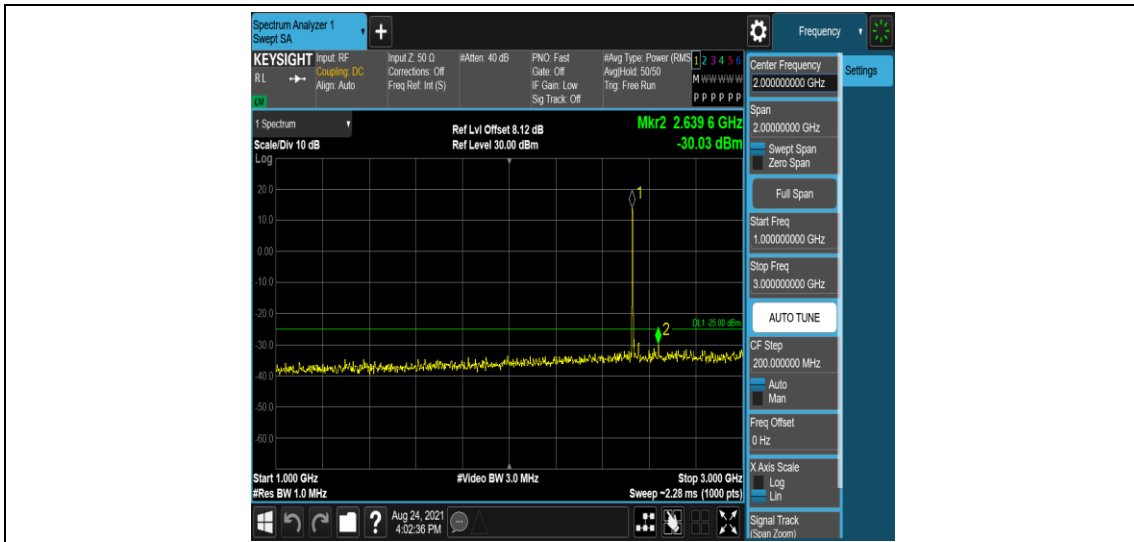 Spectrum Analyzer 1
Swept SA
+
Frequency
KEYSIGHT
RL
LXI
Input: RF
Coupling: DC
Align: Auto
Input Z: 50 Ω
Corrections: Off
Freq Ref: Int (S)
#Atten: 40 dB
PNO: Fast
Gate: Off
IF Gain: Low
Sig Track: Off
#Avg Type: Power (RMS
Avg|Hold: 50/50
Trig: Free Run
1 2 3 4 5 6
M W W W W W
P P P P P P
Center Frequency
2.000000000 GHz
Settings
Span
2.00000000 GHz
Swept Span
Zero Span
Full Span
Start Freq
1.000000000 GHz
Stop Freq
3.000000000 GHz
AUTO TUNE
CF Step
200.000000 MHz
Auto
Man
Freq Offset
0 Hz
X Axis Scale
Log
Lin
Signal Track
(Span Zoom)
1 Spectrum
Scale/Div 10 dB
Log
Ref Lvl Offset 8.12 dB
Ref Level 30.00 dBm
Mkr2 2.639 6 GHz
-30.03 dBm
1
20.0
10.0
0.00
-10.0
-20.0
2
DL1 -25.00 dBm
-30.0
-40.0
-50.0
-60.0
Start 1.000 GHz
#Res BW 1.0 MHz
#Video BW 3.0 MHz
Stop 3.000 GHz
Sweep ~2.28 ms (1000 pts)
?
Aug 24, 2021
4:02:36 PM